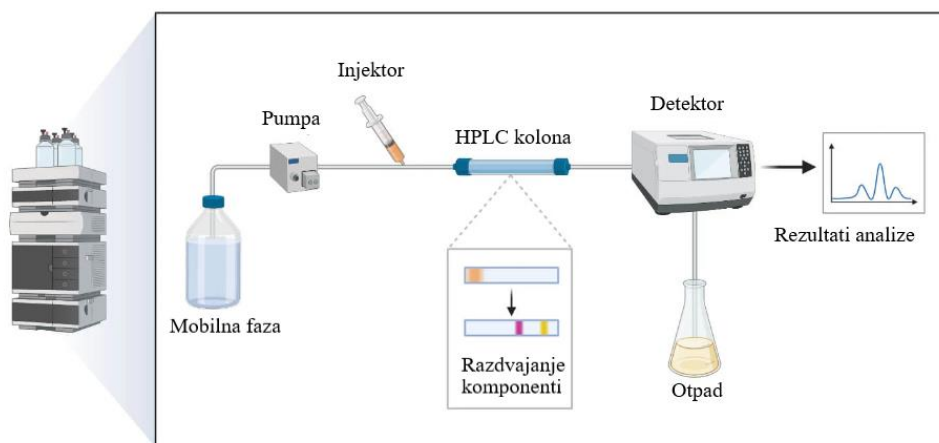 Injektor
Pumpa
HPLC kolona
Detektor
Mobilna faza
Razdvajanje
komponenti
Rezultati analize
Otpad